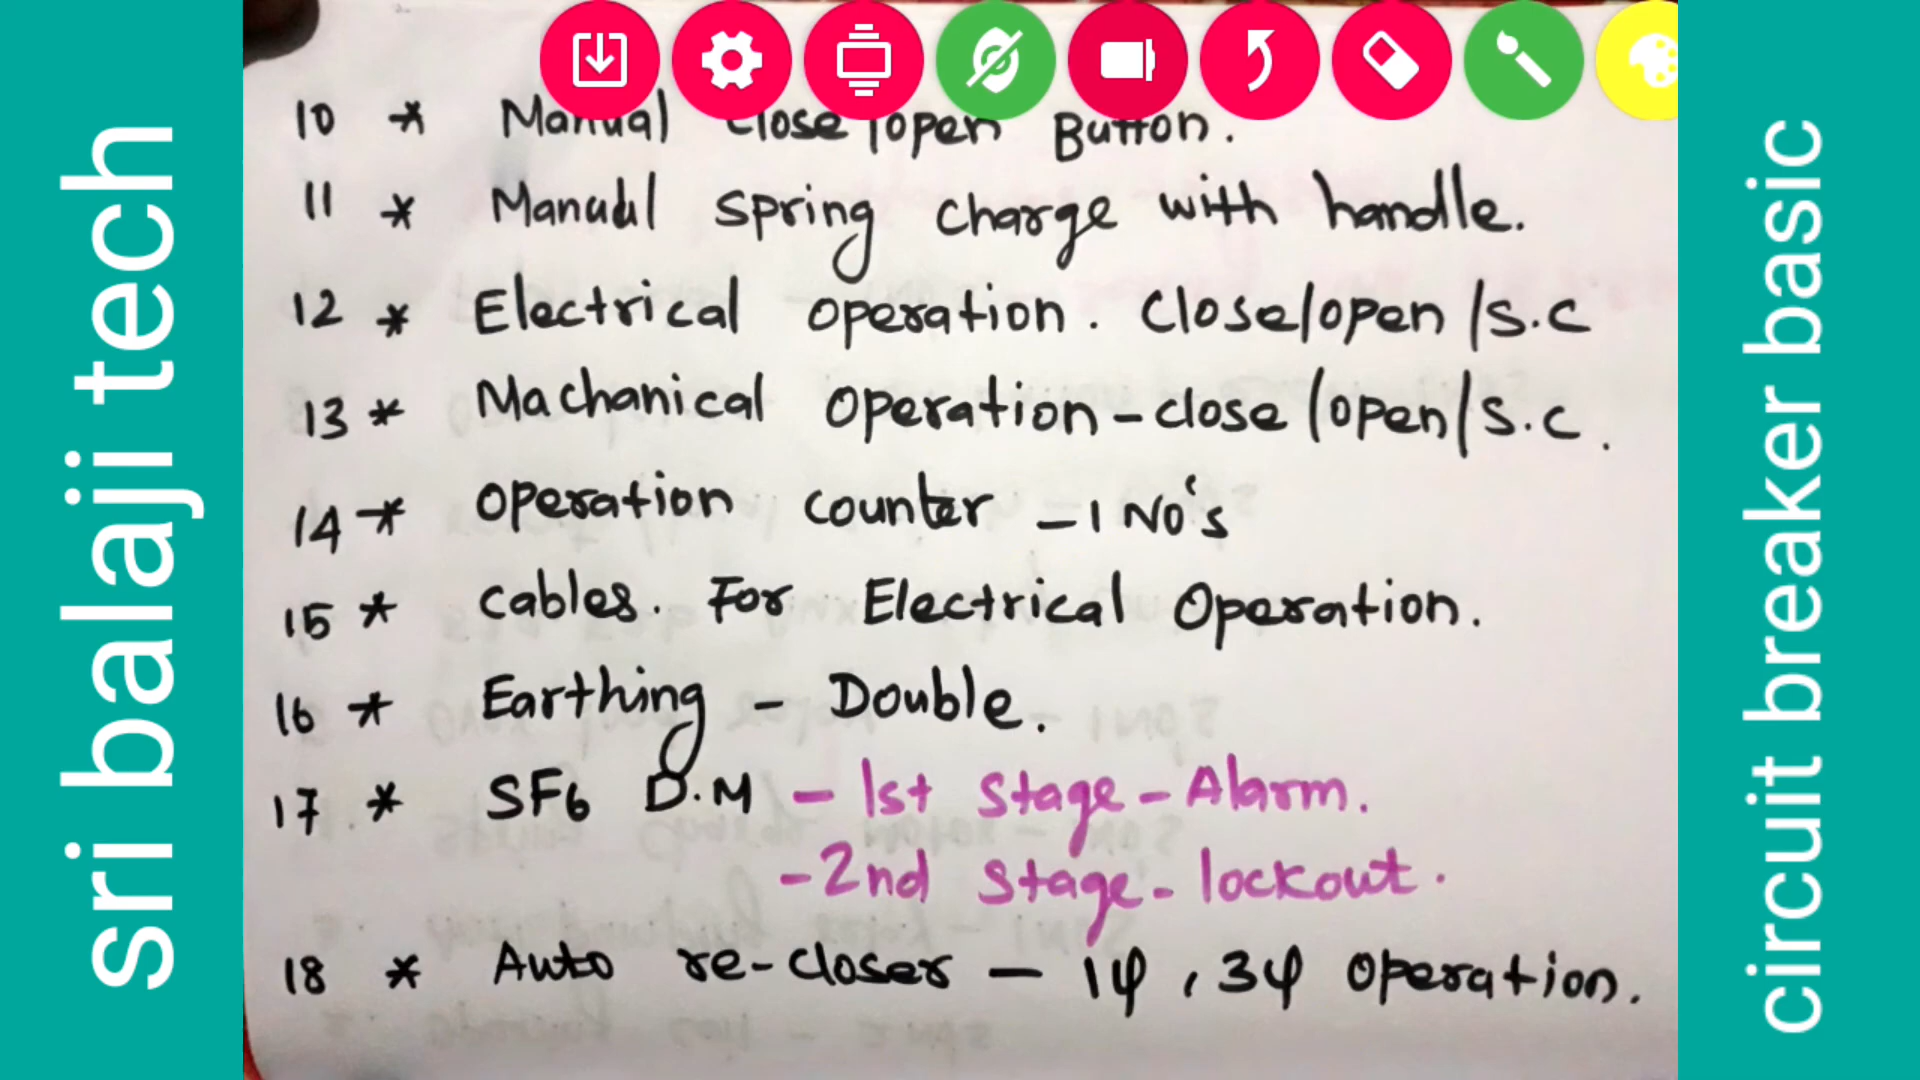 sri balaji tech
10 * Manual close/open Button.
11 * Manual spring charge with handle.
12 * Electrical operation. Close/open/S.C
13 * Machanical Operation - close/open/S.C.
14 * operation counter - 1 No's
15 * cables. For Electrical Operation.
16 * Earthing - Double.
17 * SF6 D.M - 1st stage - Alarm.
- 2nd stage - lockout.
18 * Auto re-closer - 1φ, 3φ operation.
circuit breaker basic